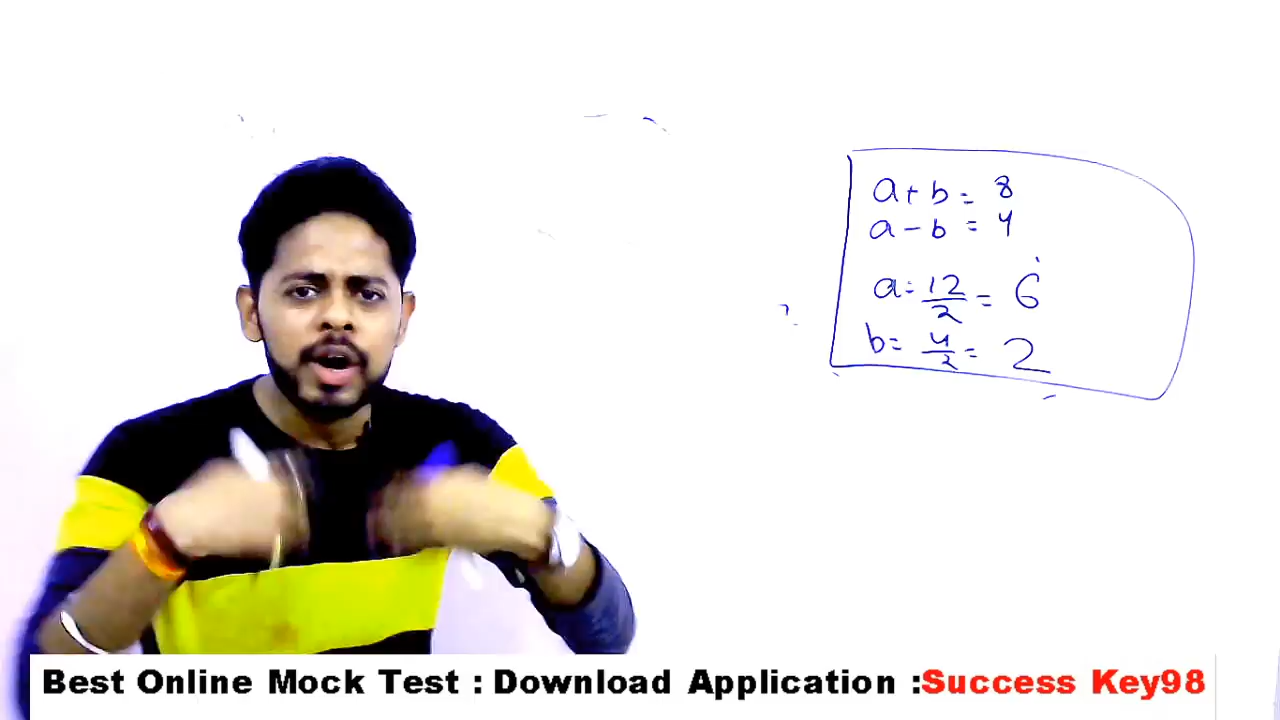 a + b = 8
a - b = 4
a = 12/2 = 6
b = 4/2 = 2
Best Online Mock Test : Download Application :Success Key98